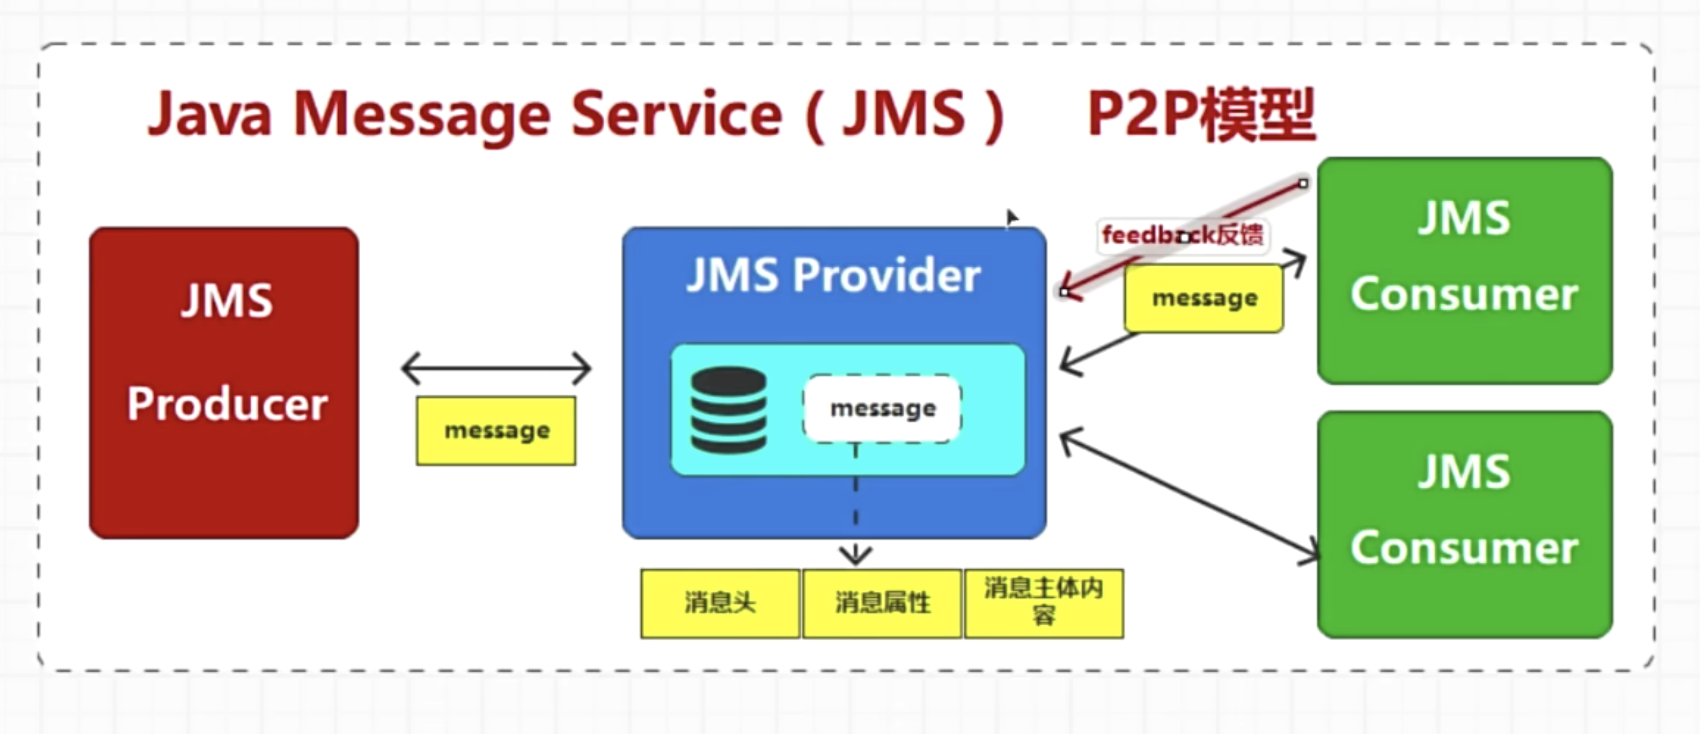 Java Message Service（JMS） P2P模型
JMS
Producer
message
JMS Provider
message
消息头
消息属性
消息主体内
容
feedback反馈
message
JMS
Consumer
JMS
Consumer